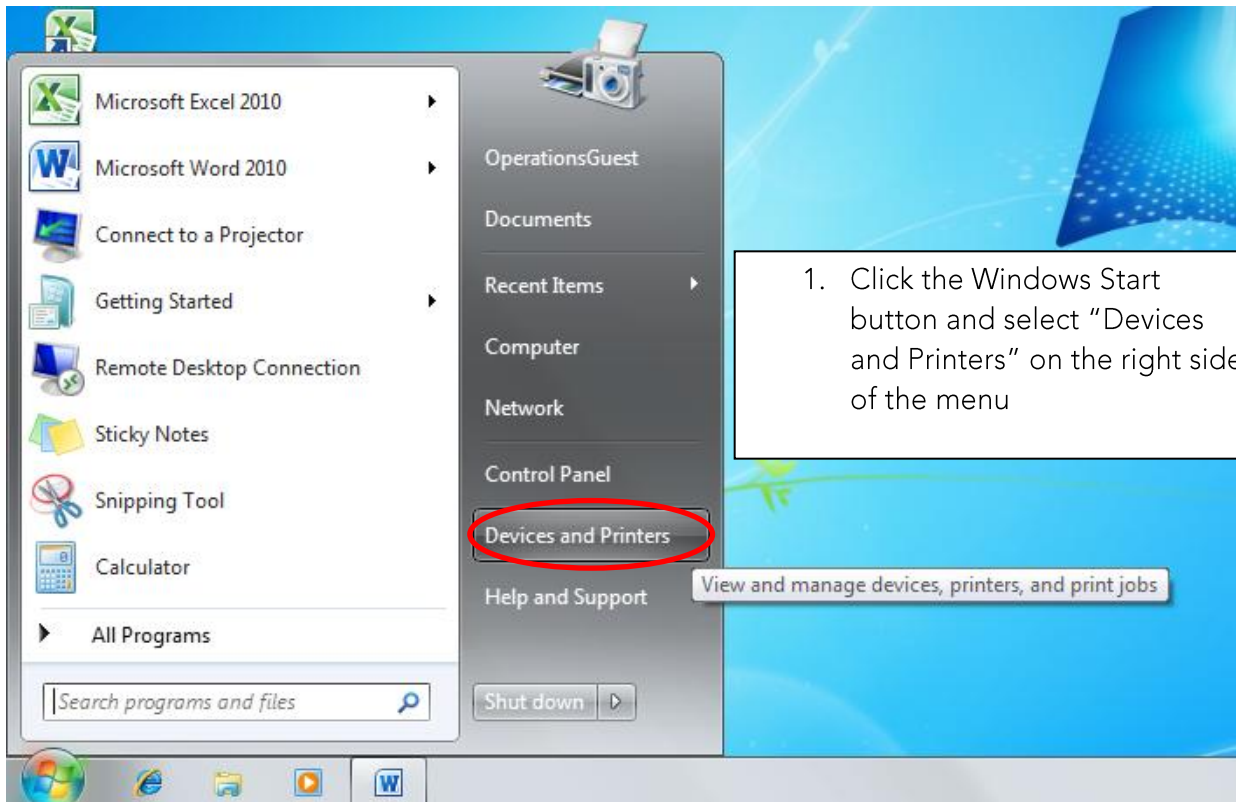 Microsoft Excel 2010
Microsoft Word 2010
Connect to a Projector
Getting Started
Remote Desktop Connection
Sticky Notes
Snipping Tool
Calculator
All Programs
Search programs and files
OperationsGuest
Documents
Recent Items
Computer
Network
Control Panel
Devices and Printers
Help and Support
Shut down
View and manage devices, printers, and print jobs
1. Click the Windows Start
button and select “Devices
and Printers” on the right side
of the menu